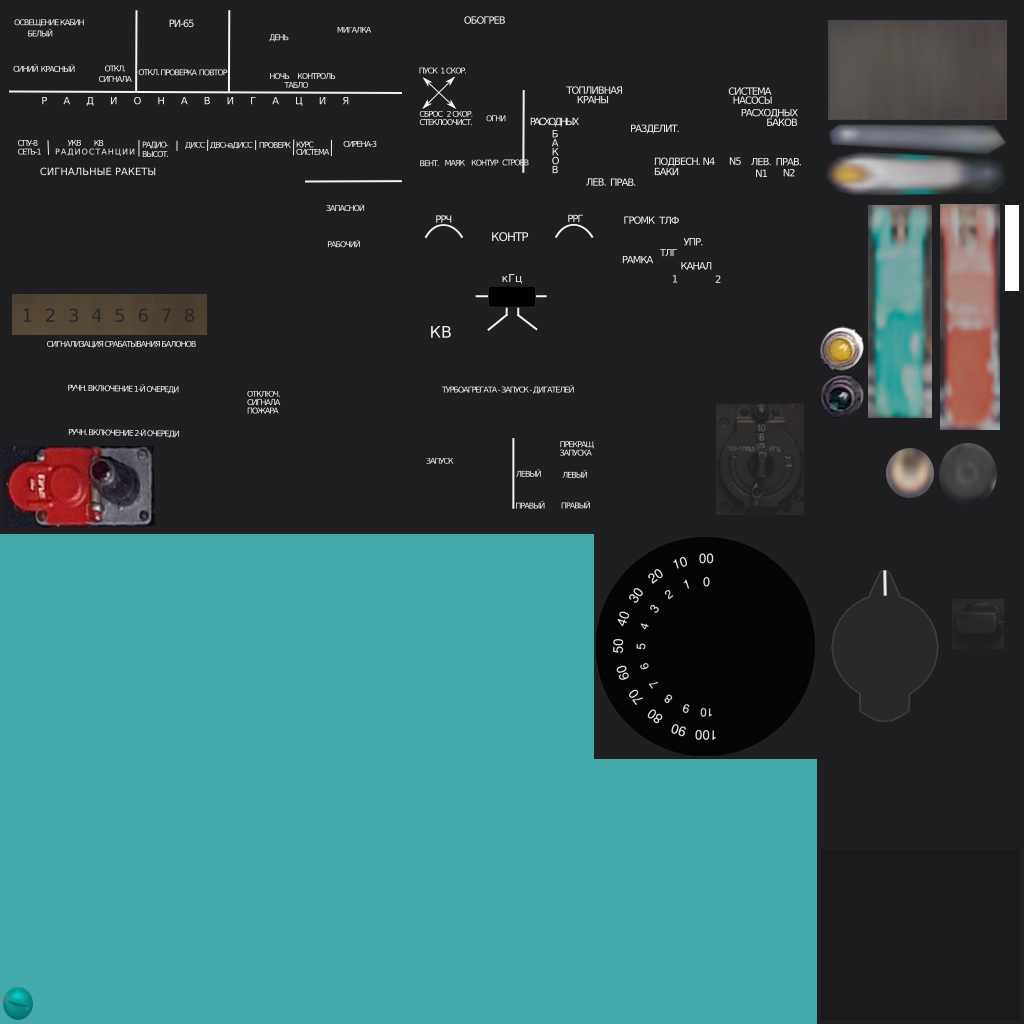 ОСВЕЩЕНИЕ КАБИН
БЕЛЫЙ
СИНИЙ КРАСНЫЙ
ОТКЛ.
СИГНАЛА
РИ-65
ОТКЛ. ПРОВЕРКА ПОВТОР
ДЕНЬ
МИГАЛКА
НОЧЬ КОНТРОЛЬ
ТАБЛО
РАДИОНАВИГАЦИЯ
СПУ-8
СЕТЬ-1
УКВ КВ
РАДИОСТАНЦИИ
РАДИО-
ВЫСОТ.
ДИСС
ДВС-аДИСС
ПРОВЕРК
КУРС
СИСТЕМА
СИРЕНА-3
СИГНАЛЬНЫЕ РАКЕТЫ
ЗАПАСНОЙ
РАБОЧИЙ
ОБОГРЕВ
ПУСК 1 СКОР.
СБРОС 2 СКОР.
СТЕКЛООЧИСТ.
ОГНИ
ВЕНТ. МАЯК КОНТУР СТРОЕВ
ТОПЛИВНАЯ
КРАНЫ
РАСХОДНЫХ
БАКОВ
РАЗДЕЛИТ.
ЛЕВ. ПРАВ.
СИСТЕМА
НАСОСЫ
РАСХОДНЫХ
БАКОВ
ПОДВЕСН. N4 N5 ЛЕВ. ПРАВ.
БАКИ N1 N2
РРЧ
КОНТР
РРГ
ГРОМК ТЛФ
УПР.
ТЛГ
РАМКА
КАНАЛ
1 2
кГц
КВ
1 2 3 4 5 6 7 8
СИГНАЛИЗАЦИЯ СРАБАТЫВАНИЯ БАЛОНОВ
РУЧН. ВКЛЮЧЕНИЕ 1-Й ОЧЕРЕДИ
ОТКЛЮЧ.
СИГНАЛА
ПОЖАРА
РУЧН. ВКЛЮЧЕНИЕ 2-Й ОЧЕРЕДИ
ТУРБОАГРЕГАТА - ЗАПУСК - ДИГАТЕЛЕЙ
ЗАПУСК
ПРЕКРАЩ
ЗАПУСКА
ЛЕВЫЙ ЛЕВЫЙ
ПРАВЫЙ ПРАВЫЙ
00 10 20 30 40 50 60 70 80 90 100
0 1 2 3 4 5 6 7 8 9 10